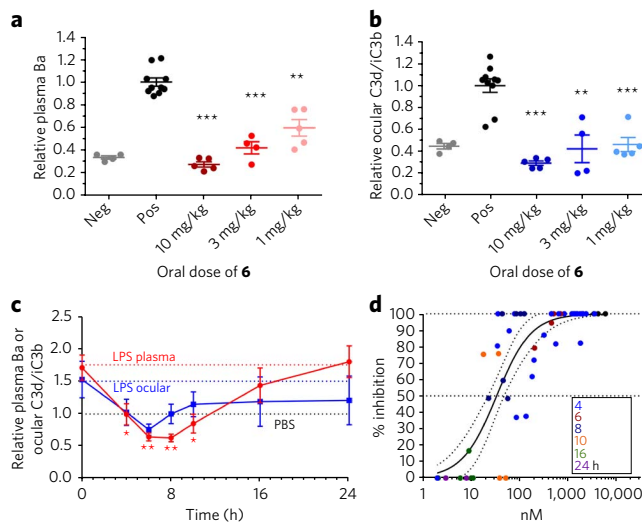 a
Relative plasma Ba
1.4
1.2
1.0
0.8
0.6
0.4
0.2
0.0
***
***
**
Neg
Pos
10 mg/kg
3 mg/kg
1 mg/kg
Oral dose of 6
b
Relative ocular C3d/iC3b
1.4
1.2
1.0
0.8
0.6
0.4
0.2
0.0
***
**
***
Neg
Pos
10 mg/kg
3 mg/kg
1 mg/kg
Oral dose of 6
c
Relative plasma Ba or
ocular C3d/iC3b
2.5
2.0
1.5
1.0
0.5
0.0
LPS plasma
LPS ocular
PBS
*
**
**
*
0
4
8
12
16
20
24
Time (h)
d
% inhibition
100
90
80
70
60
50
40
30
20
10
0
4
6
8
10
16
24 h
1
10
100
1,000
10,000
nM